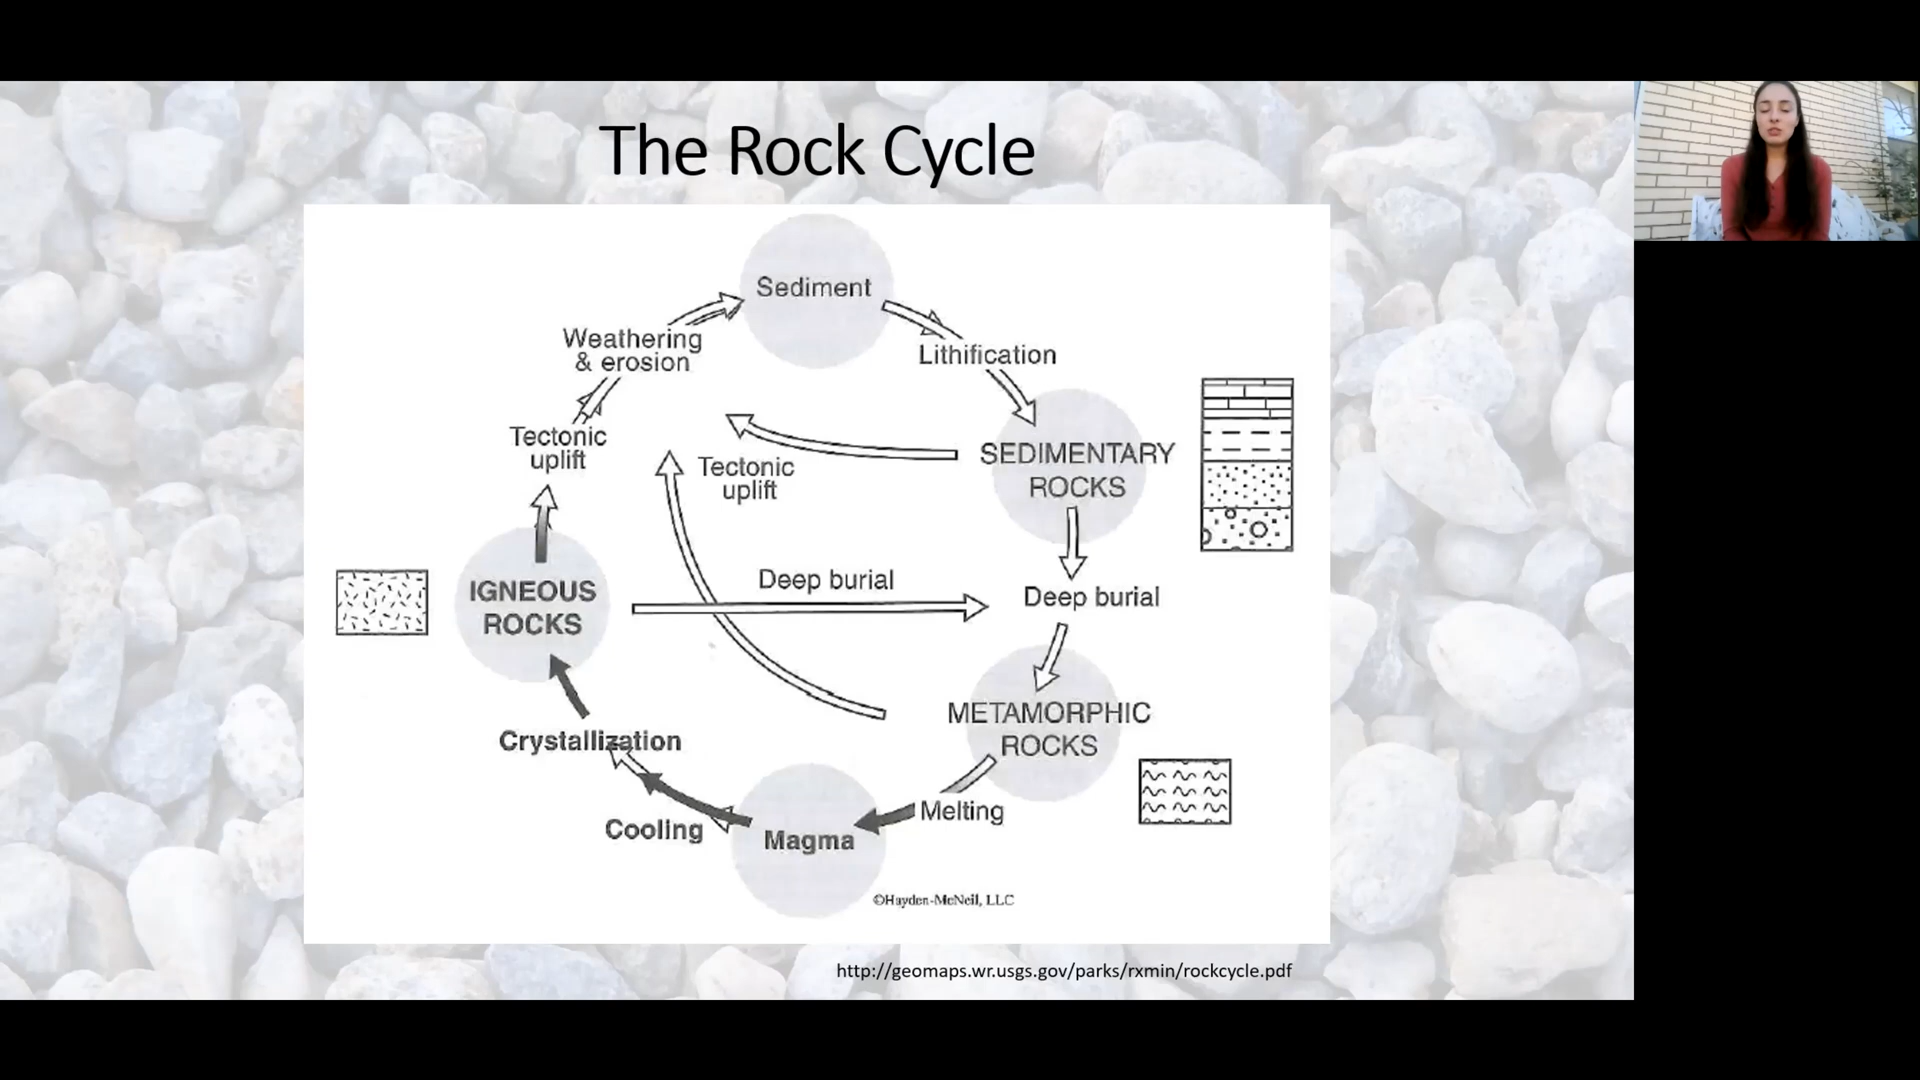 The Rock Cycle
Sediment
Weathering
& erosion
Lithification
Tectonic
uplift
Tectonic
uplift
SEDIMENTARY
ROCKS
Deep burial
Deep burial
IGNEOUS
ROCKS
METAMORPHIC
ROCKS
Crystallization
Cooling
Magma
Melting
©Hayden-McNeil, LLC
http://geomaps.wr.usgs.gov/parks/rxmin/rockcycle.pdf